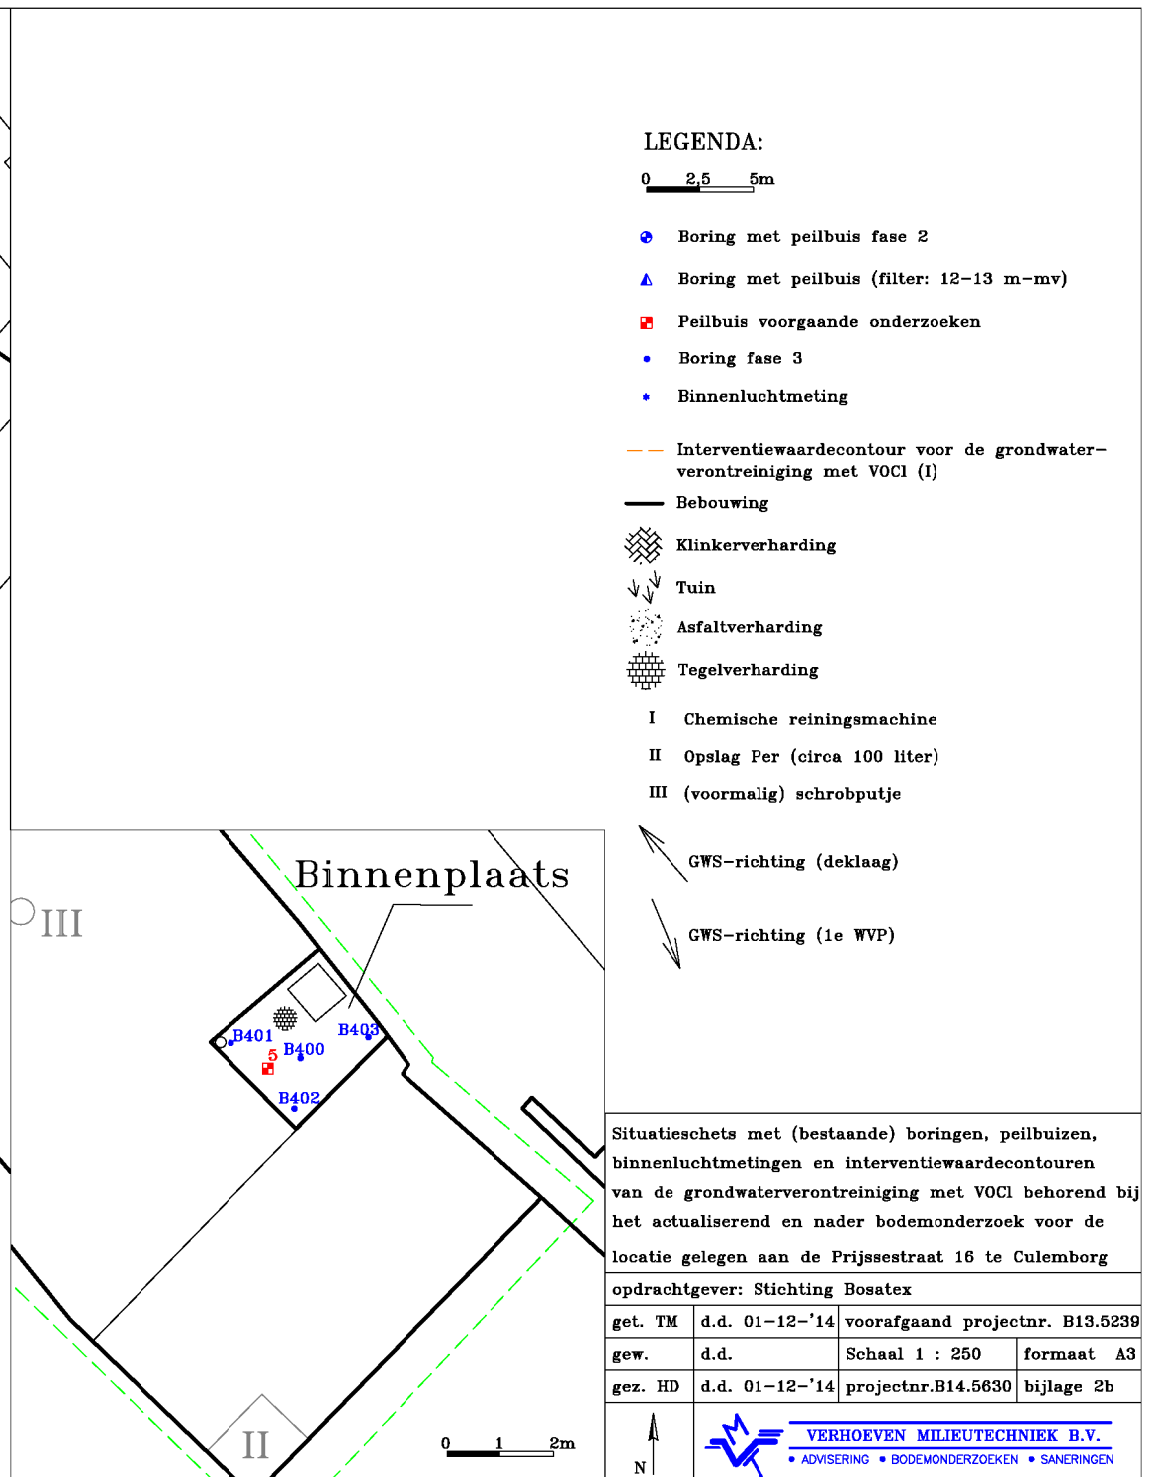 LEGENDA:
0 2,5 5m
Boring met peilbuis fase 2
Boring met peilbuis (filter: 12-13 m-mv)
Peilbuis voorgaande onderzoeken
Boring fase 3
Binnenluchtmeting
Interventiewaardecontour voor de grondwater-
verontreiniging met VOCl (I)
Bebouwing
Klinkerverharding
Tuin
Asfaltverharding
Tegelverharding
I Chemische reiningsmachine
II Opslag Per (circa 100 liter)
III (voormalig) schrobputje
GWS-richting (deklaag)
GWS-richting (1e WVP)
Binnenplaats
III
B401
B403
5
B400
B402
II
0 1 2m
Situatieschets met (bestaande) boringen, peilbuizen,
binnenluchtmetingen en interventiewaardecontouren
van de grondwaterverontreiniging met VOCl behorend bij
het actualiserend en nader bodemonderzoek voor de
locatie gelegen aan de Prijssestraat 16 te Culemborg
opdrachtgever: Stichting Bosatex
get. TM d.d. 01-12-'14 voorafgaand projectnr. B13.5239
gew. d.d. Schaal 1 : 250 formaat A3
gez. HD d.d. 01-12-'14 projectnr.B14.5630 bijlage 2b
N
VERHOEVEN MILIEUTECHNIEK B.V.
• ADVISERING • BODEMONDERZOEKEN • SANERINGEN